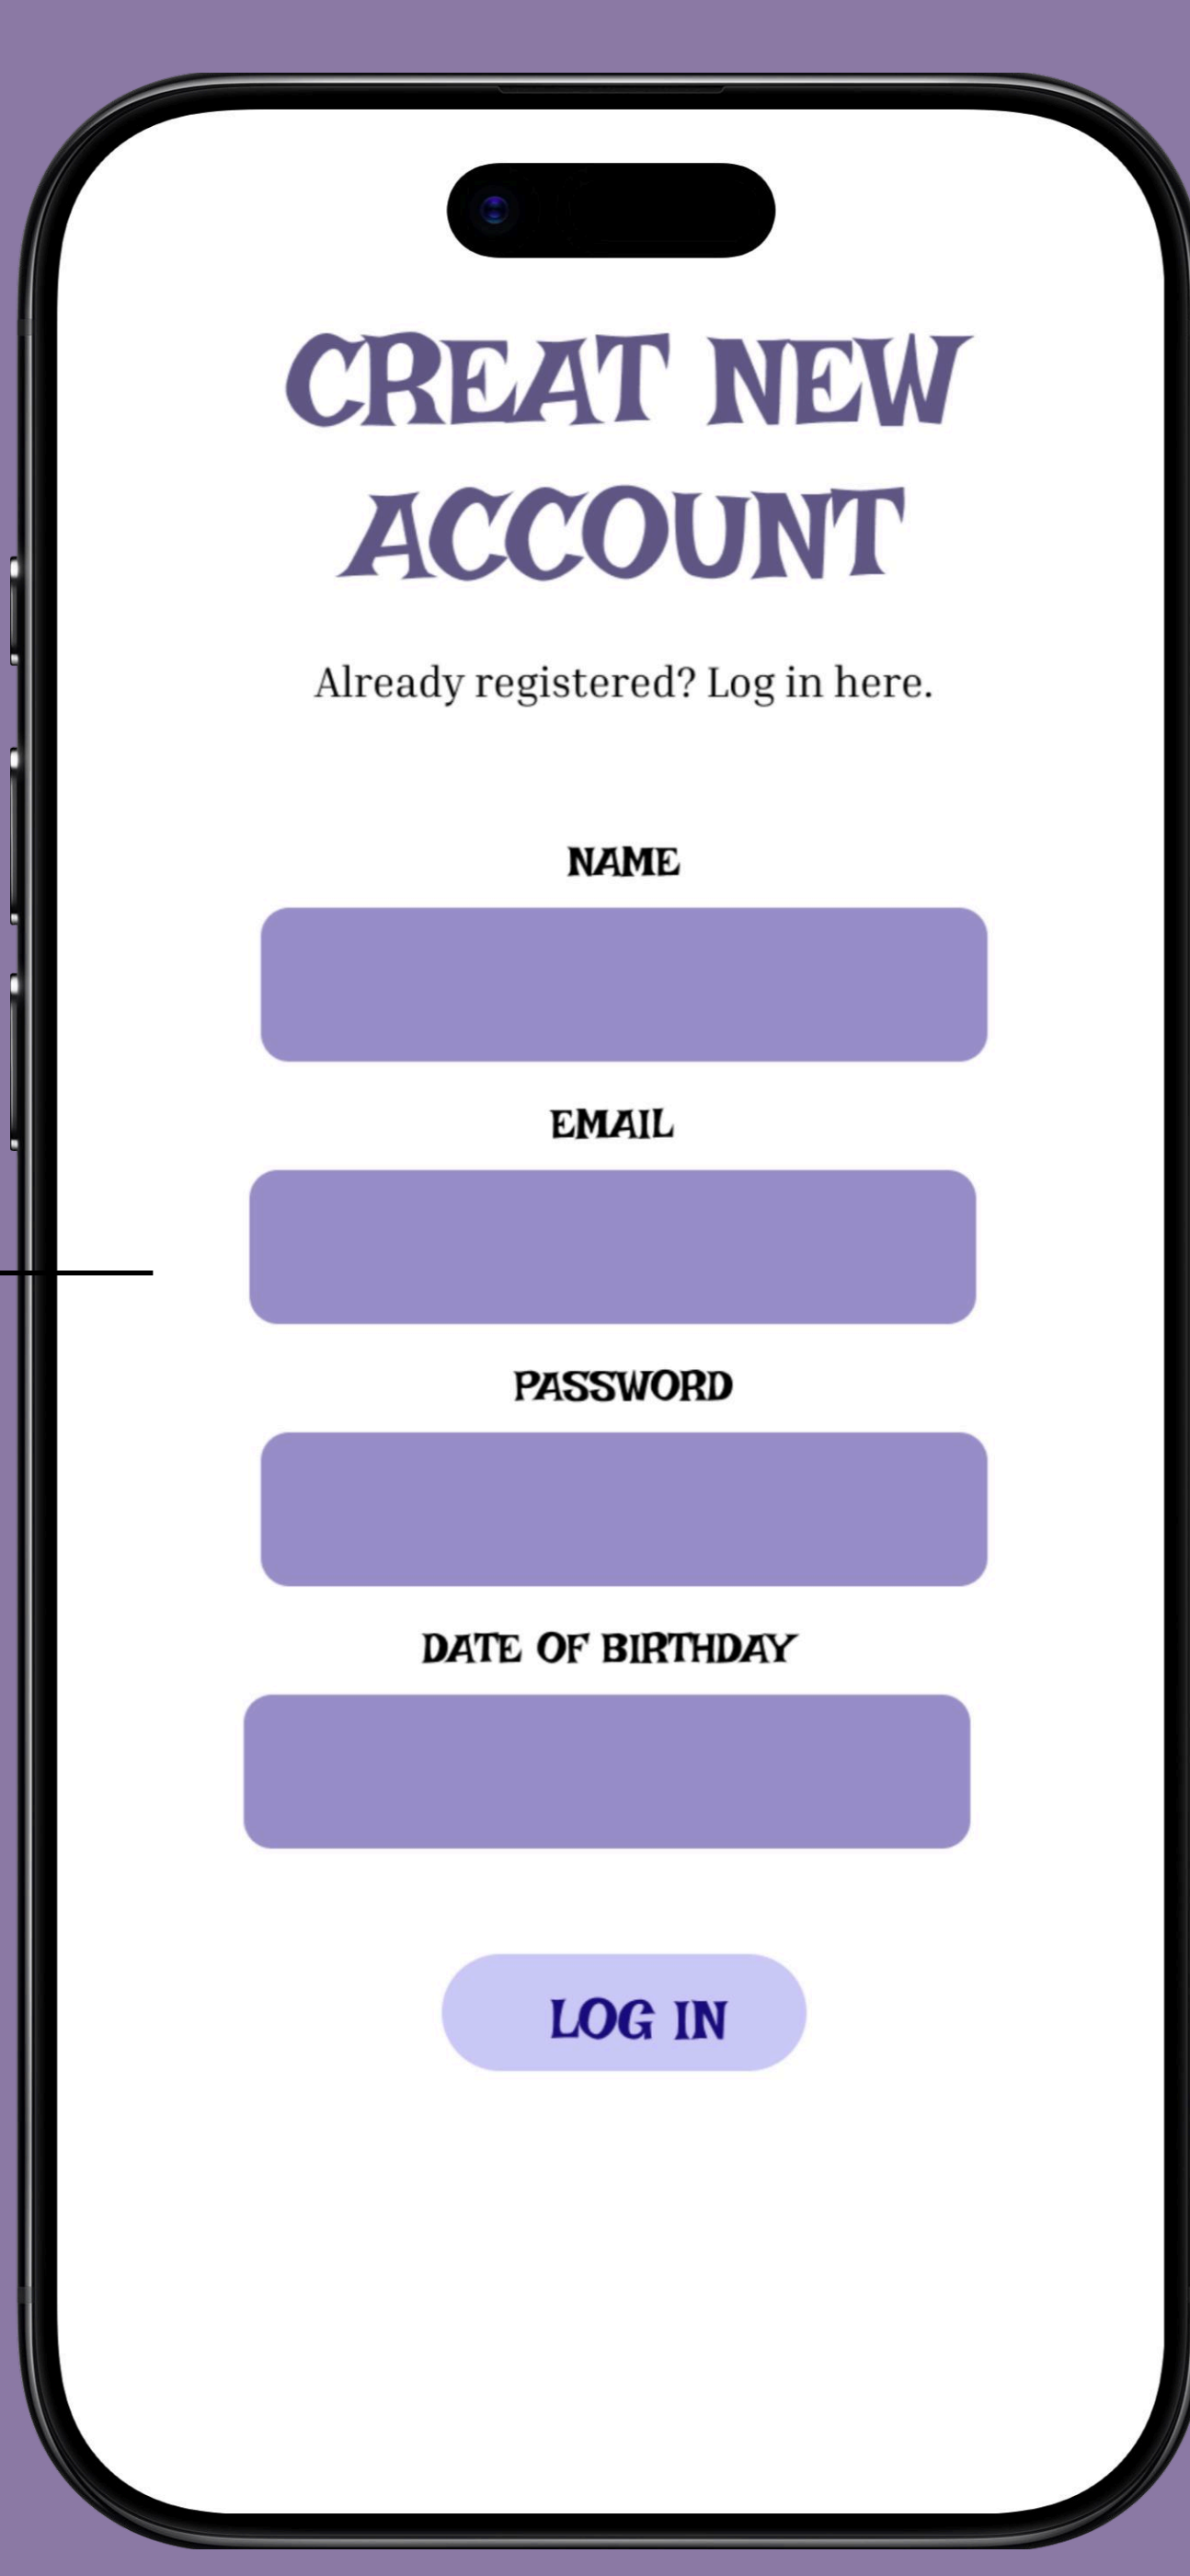 CREAT NEW
ACCOUNT
Already registered? Log in here.
NAME
EMAIL
PASSWORD
DATE OF BIRTHDAY
LOG IN